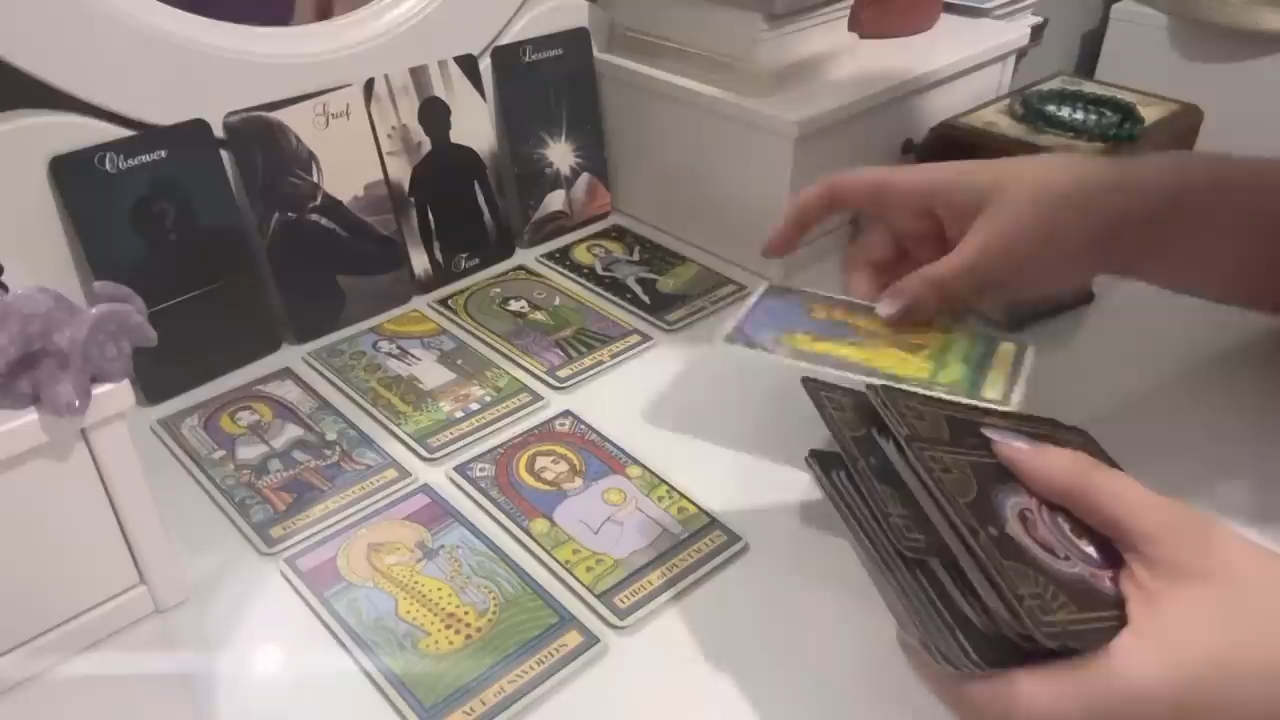 Observer
Grief
Fear
Lessons
KING of SWORDS
SEVEN of PENTACLES
THE MAGICIAN
ACE of SWORDS
THREE of PENTACLES